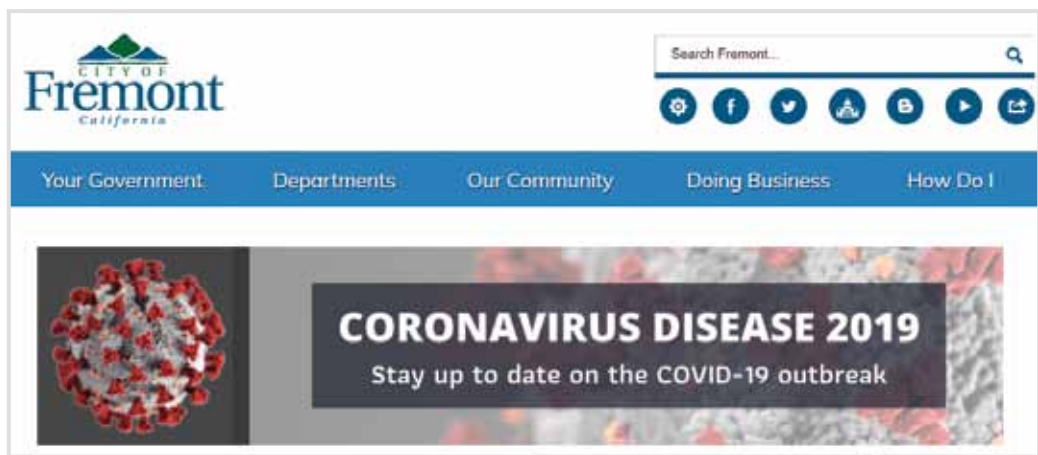 CITY OF
Fremont
California
Search Fremont...
Your Government Departments Our Community Doing Business How Do I
CORONAVIRUS DISEASE 2019
Stay up to date on the COVID-19 outbreak